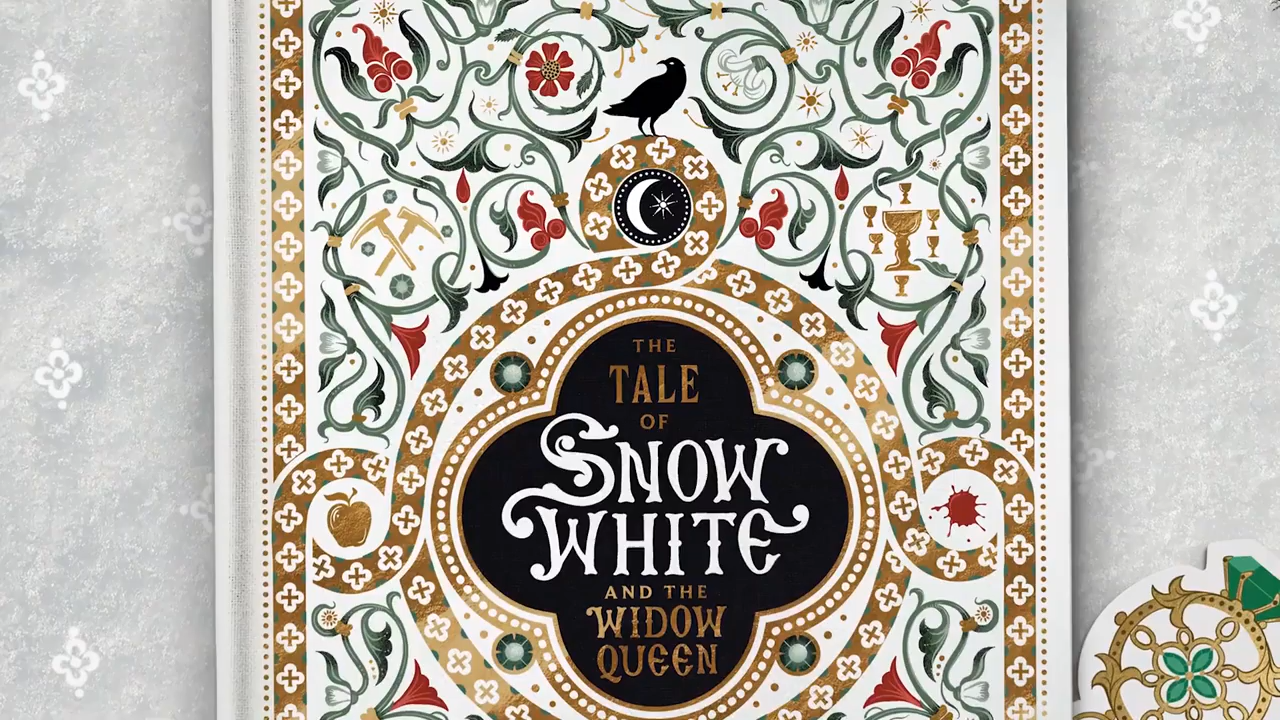 THE
TALE
OF
SNOW
WHITE
AND THE
WIDOW
QUEEN